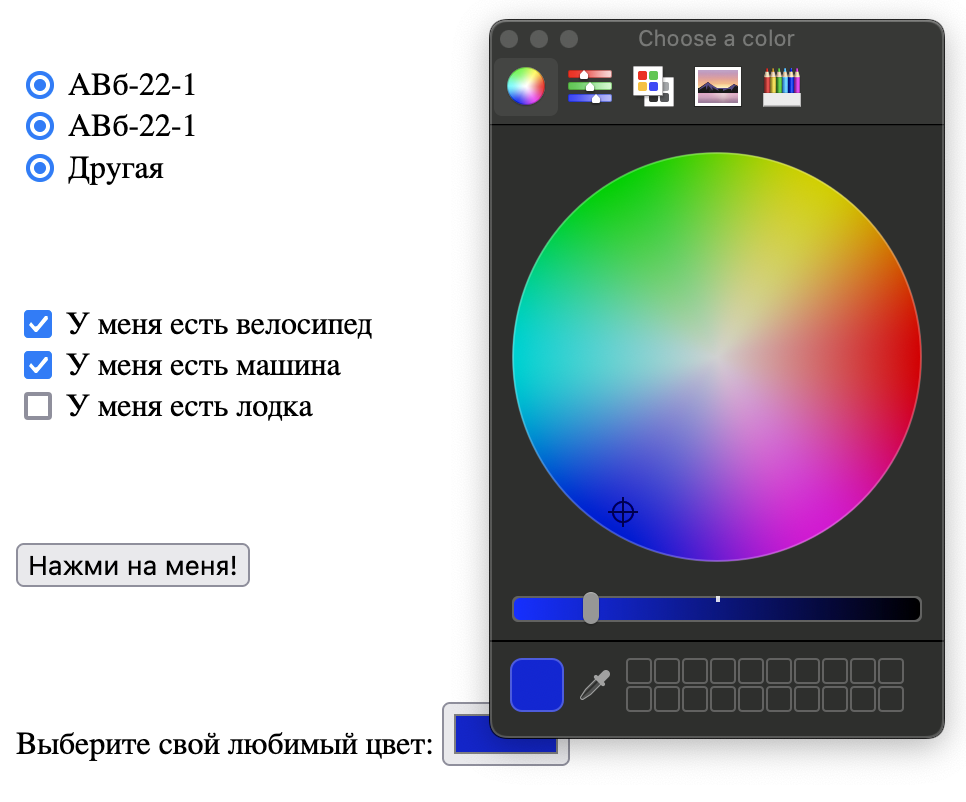 Choose a color
АВб-22-1
АВб-22-1
Другая
У меня есть велосипед
У меня есть машина
У меня есть лодка
Нажми на меня!
Выберите свой любимый цвет: